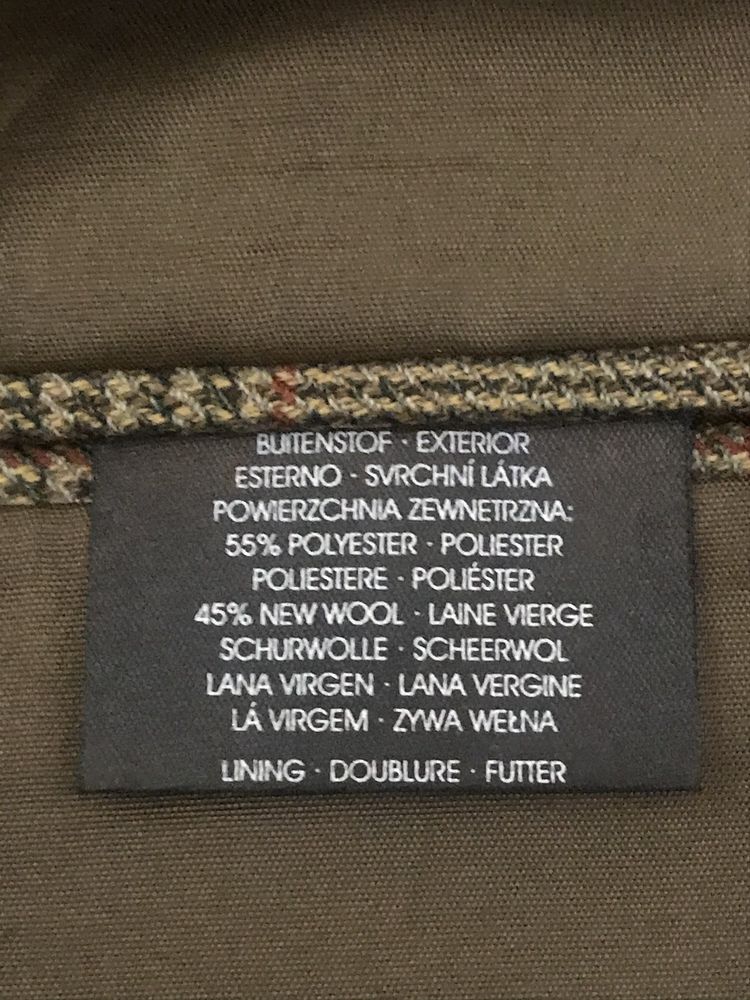 BUITENSTOF · EXTERIOR
ESTERNO · SVRCHNÍ LÁTKA
POWIERZCHNIA ZEWNETRZNA:
55% POLYESTER · POLIESTER
POLIESTERE · POLIÉSTER
45% NEW WOOL · LAINE VIERGE
SCHURWOLLE · SCHEERWOL
LANA VIRGEN · LANA VERGINE
LÁ VIRGEM · ZYWA WEŁNA
LINING · DOUBLURE · FUTTER